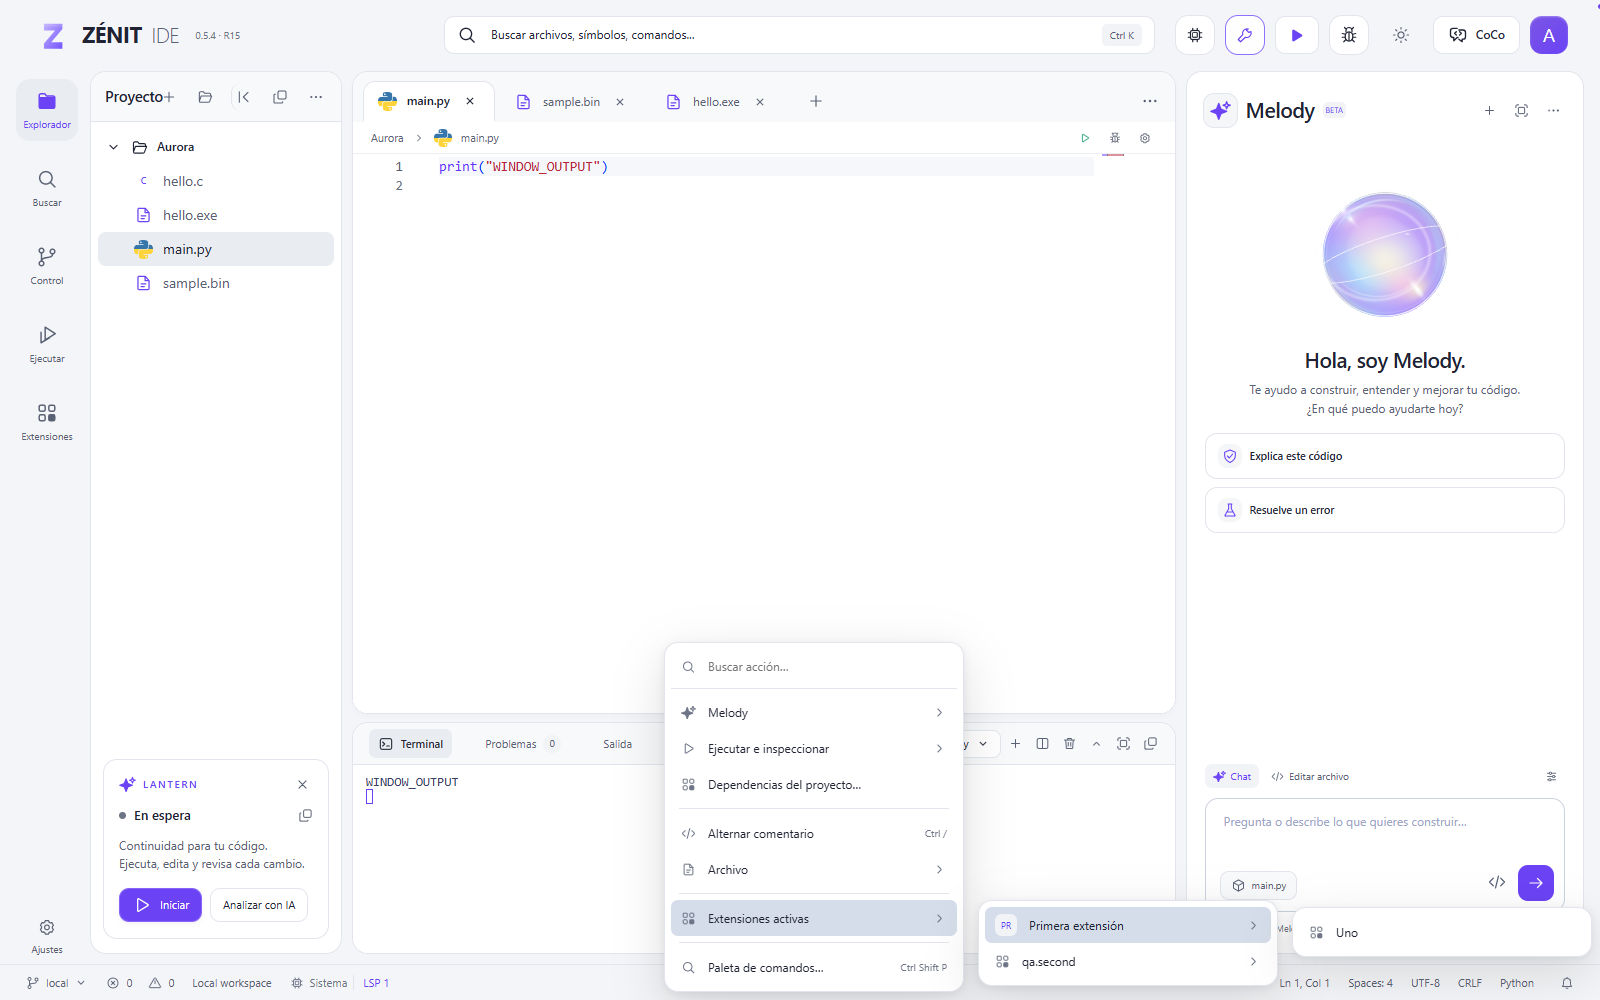 ZÉNIT IDE 0.5.4 · R15
Buscar archivos, símbolos, comandos...
Ctrl K
CoCo
A
Explorador
Buscar
Control
Ejecutar
Extensiones
Ajustes
Proyecto
Aurora
hello.c
hello.exe
main.py
sample.bin
LANTERN
En espera
Continuidad para tu código.
Ejecuta, edita y revisa cada cambio.
Iniciar
Analizar con IA
main.py
sample.bin
hello.exe
Aurora
main.py
1 print("WINDOW_OUTPUT")
2
Terminal
Problemas 0
Salida
y
WINDOW_OUTPUT
Buscar acción...
Melody
Ejecutar e inspeccionar
Dependencias del proyecto...
Alternar comentario Ctrl /
Archivo
Extensiones activas
Paleta de comandos... Ctrl Shift P
PR Primera extensión
qa.second
Uno
Melody BETA
Hola, soy Melody.
Te ayudo a construir, entender y mejorar tu código.
¿En qué puedo ayudarte hoy?
Explica este código
Resuelve un error
Chat
Editar archivo
Pregunta o describe lo que quieres construir...
main.py
local
0
0
Local workspace
Sistema
LSP 1
Ln 1, Col 1
Spaces: 4
UTF-8
CRLF
Python